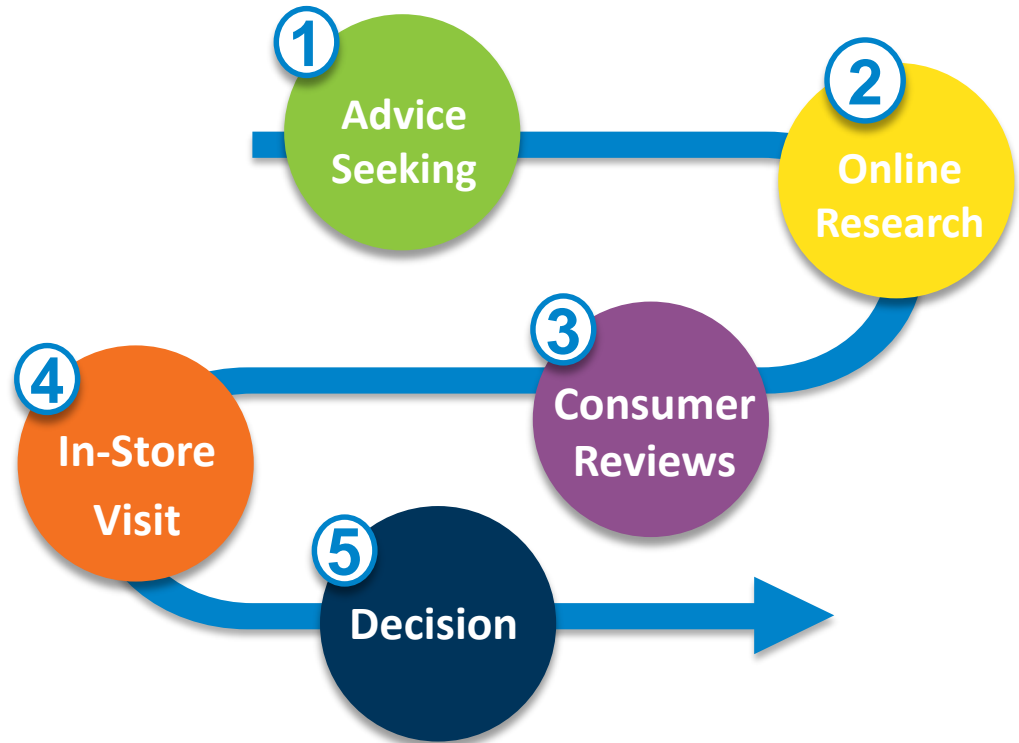 1
Advice
Seeking
2
Online
Research
3
Consumer
Reviews
4
In-Store
Visit
5
Decision